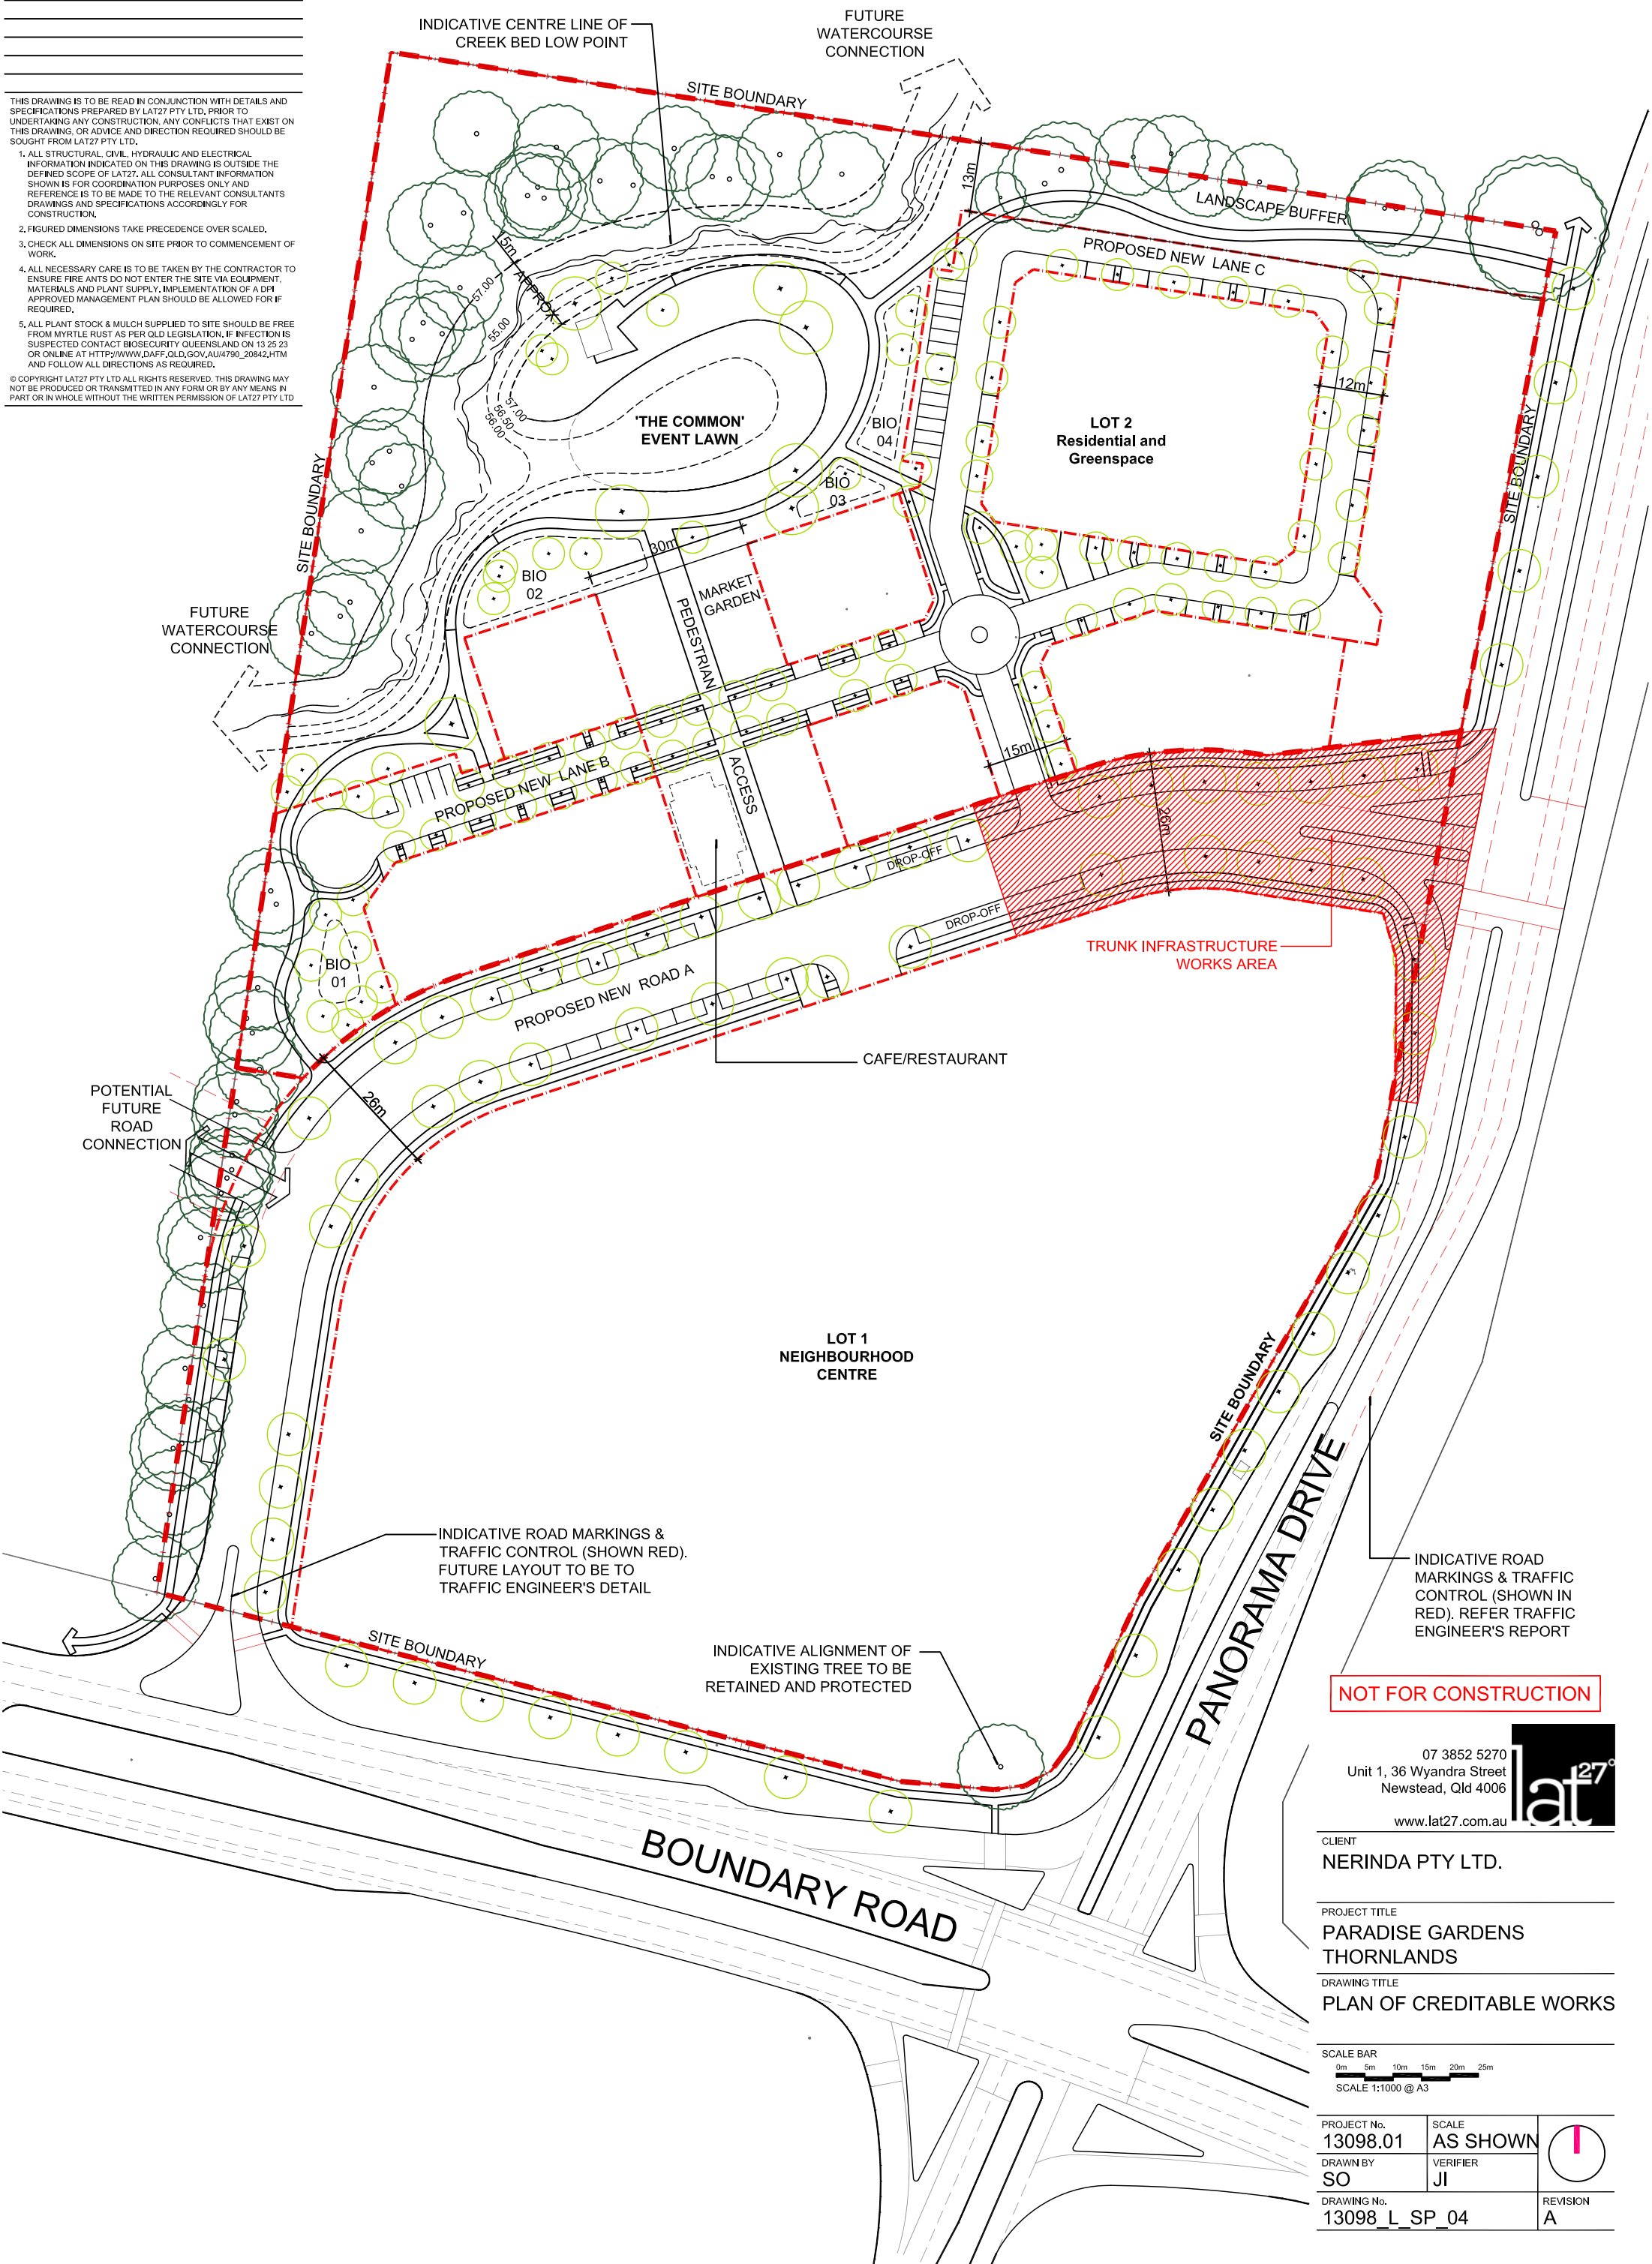 THIS DRAWING IS TO BE READ IN CONJUNCTION WITH DETAILS AND
SPECIFICATIONS PREPARED BY LAT27 PTY LTD. PRIOR TO
UNDERTAKING ANY CONSTRUCTION, ANY CONFLICTS THAT EXIST ON
THIS DRAWING, OR ADVICE AND DIRECTION REQUIRED SHOULD BE
SOUGHT FROM LAT27 PTY LTD.
1. ALL STRUCTURAL, CIVIL, HYDRAULIC AND ELECTRICAL
INFORMATION INDICATED ON THIS DRAWING IS OUTSIDE THE
DEFINED SCOPE OF LAT27. ALL CONSULTANT INFORMATION
SHOWN IS FOR COORDINATION PURPOSES ONLY AND
REFERENCE IS TO BE MADE TO THE RELEVANT CONSULTANTS
DRAWINGS AND SPECIFICATIONS ACCORDINGLY FOR
CONSTRUCTION.
2. FIGURED DIMENSIONS TAKE PRECEDENCE OVER SCALED.
3. CHECK ALL DIMENSIONS ON SITE PRIOR TO COMMENCEMENT OF
WORK.
4. ALL NECESSARY CARE IS TO BE TAKEN BY THE CONTRACTOR TO
ENSURE FIRE ANTS DO NOT ENTER THE SITE VIA EQUIPMENT,
MATERIALS AND PLANT SUPPLY. IMPLEMENTATION OF A DPI
APPROVED MANAGEMENT PLAN SHOULD BE ALLOWED FOR IF
REQUIRED.
5. ALL PLANT STOCK & MULCH SUPPLIED TO SITE SHOULD BE FREE
FROM MYRTLE RUST AS PER QLD LEGISLATION. IF INFECTION IS
SUSPECTED CONTACT BIOSECURITY QUEENSLAND ON 13 25 23
OR ONLINE AT HTTP://WWW.DAFF.QLD.GOV.AU/4790_20842.HTM
AND FOLLOW ALL DIRECTIONS AS REQUIRED.
© COPYRIGHT LAT27 PTY LTD ALL RIGHTS RESERVED. THIS DRAWING MAY
NOT BE PRODUCED OR TRANSMITTED IN ANY FORM OR BY ANY MEANS IN
PART OR IN WHOLE WITHOUT THE WRITTEN PERMISSION OF LAT27 PTY LTD
INDICATIVE CENTRE LINE OF
CREEK BED LOW POINT
FUTURE
WATERCOURSE
CONNECTION
SITE BOUNDARY
13m
LANDSCAPE BUFFER
PROPOSED NEW LANE C
15m APPROX
57.00
55.00
57.00
56.50
56.00
'THE COMMON'
EVENT LAWN
BIO
04
BIO
03
LOT 2
Residential and
Greenspace
12m
SITE BOUNDARY
SITE BOUNDARY
30m
BIO
02
MARKET
GARDEN
PEDESTRIAN
ACCESS
FUTURE
WATERCOURSE
CONNECTION
PROPOSED NEW LANE B
15m
26m
DROP-OFF
DROP-OFF
TRUNK INFRASTRUCTURE
WORKS AREA
BIO
01
PROPOSED NEW ROAD A
CAFE/RESTAURANT
26m
POTENTIAL
FUTURE
ROAD
CONNECTION
LOT 1
NEIGHBOURHOOD
CENTRE
SITE BOUNDARY
PANORAMA DRIVE
INDICATIVE ROAD MARKINGS &
TRAFFIC CONTROL (SHOWN RED).
FUTURE LAYOUT TO BE TO
TRAFFIC ENGINEER'S DETAIL
INDICATIVE ROAD
MARKINGS & TRAFFIC
CONTROL (SHOWN IN
RED). REFER TRAFFIC
ENGINEER'S REPORT
SITE BOUNDARY
INDICATIVE ALIGNMENT OF
EXISTING TREE TO BE
RETAINED AND PROTECTED
BOUNDARY ROAD
NOT FOR CONSTRUCTION
07 3852 5270
Unit 1, 36 Wyandra Street
Newstead, Qld 4006
www.lat27.com.au
lat27°
CLIENT
NERINDA PTY LTD.
PROJECT TITLE
PARADISE GARDENS
THORNLANDS
DRAWING TITLE
PLAN OF CREDITABLE WORKS
SCALE BAR
0m 5m 10m 15m 20m 25m
SCALE 1:1000 @ A3
PROJECT No. SCALE
13098.01 AS SHOWN
DRAWN BY VERIFIER
SO JI
DRAWING No. REVISION
13098_L_SP_04 A